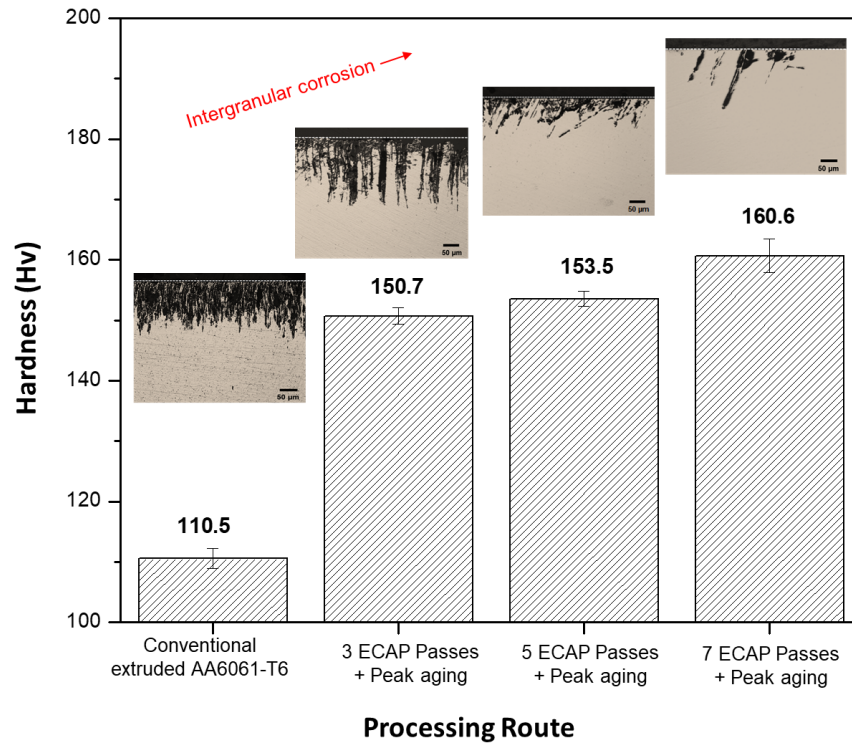 200
180
160
140
120
100
Hardness (Hv)
Intergranular corrosion
50 µm
50 µm
50 µm
50 µm
110.5
150.7
153.5
160.6
Conventional
extruded AA6061-T6
3 ECAP Passes
+ Peak aging
5 ECAP Passes
+ Peak aging
7 ECAP Passes
+ Peak aging
Processing Route